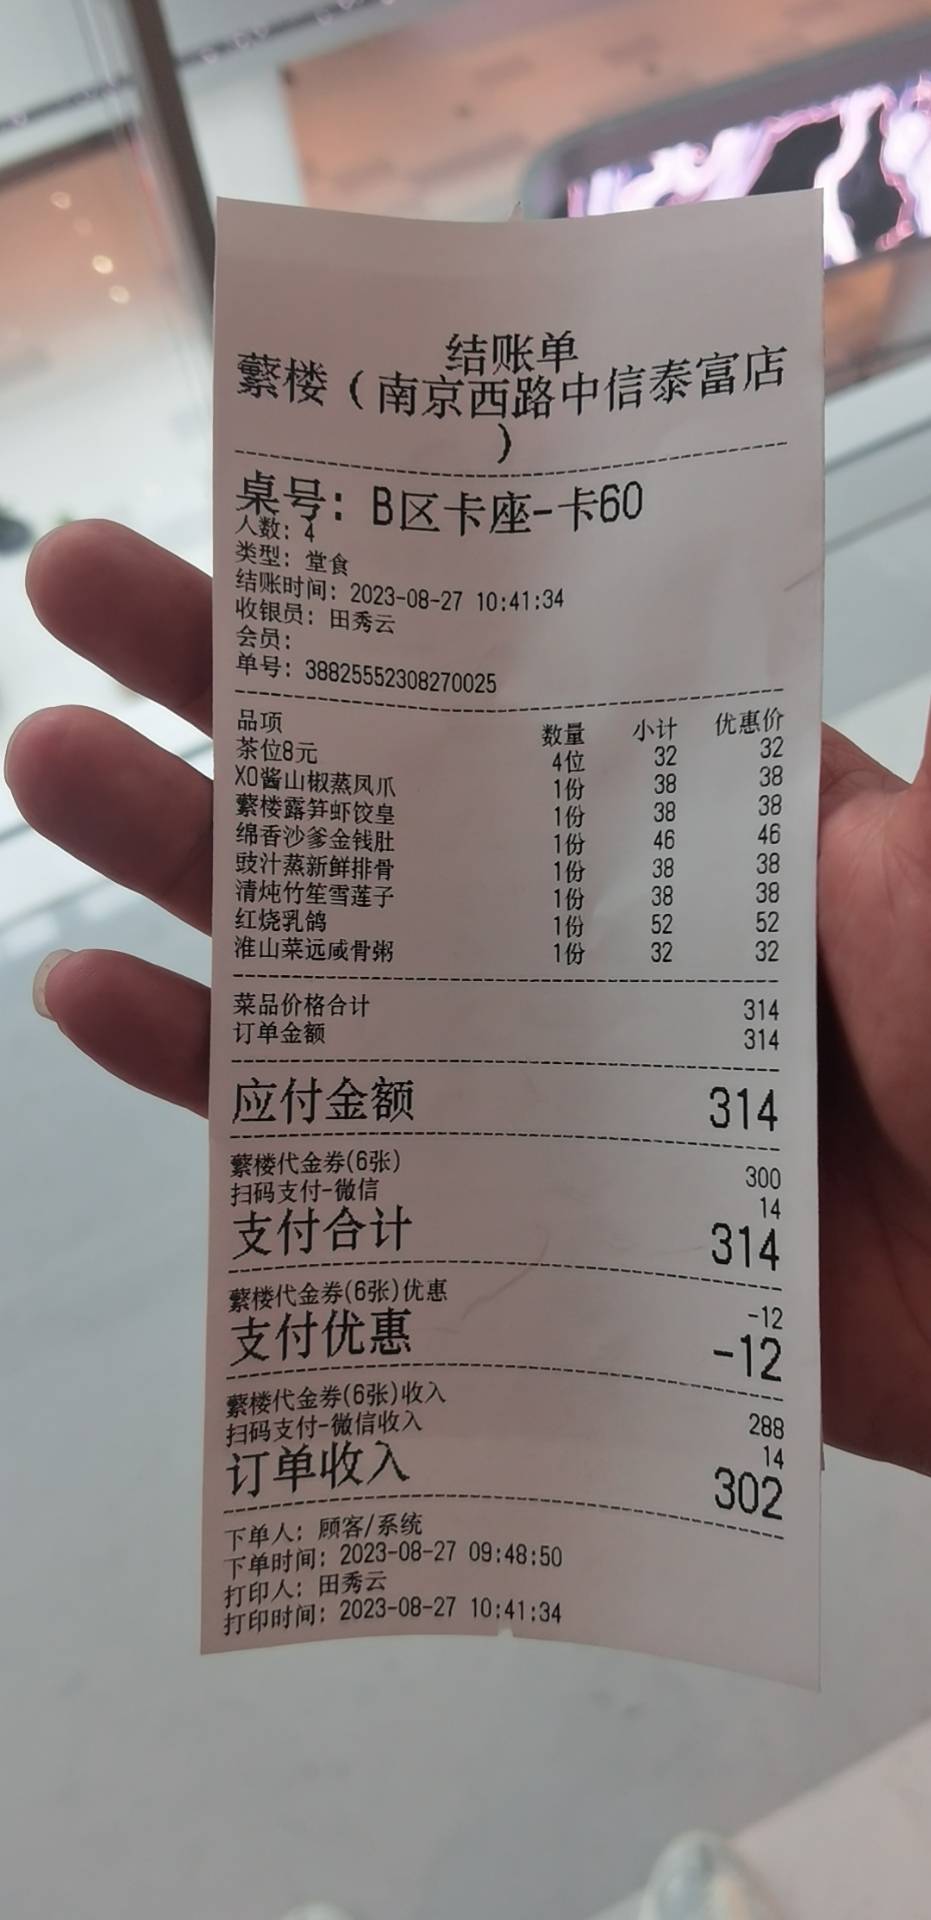 结账单
蘩楼（南京西路中信泰富店
）
桌号：B区卡座-卡60
人数：4
类型：堂食
结账时间：2023-08-27 10:41:34
收银员：田秀云
会员：
单号：38825552308270025
品项 数量 小计 优惠价
茶位8元 4位 32 32
XO酱山椒蒸凤爪 1份 38 38
蘩楼露笋虾饺皇 1份 38 38
绵香沙爹金钱肚 1份 46 46
豉汁蒸新鲜排骨 1份 38 38
清炖竹笙雪莲子 1份 38 38
红烧乳鸽 1份 52 52
淮山菜远咸骨粥 1份 32 32
菜品价格合计 314
订单金额 314
应付金额 314
蘩楼代金券(6张) 300
扫码支付-微信 14
支付合计 314
蘩楼代金券(6张)优惠 -12
支付优惠 -12
蘩楼代金券(6张)收入 288
扫码支付-微信收入 14
订单收入 302
下单人：顾客/系统
下单时间：2023-08-27 09:48:50
打印人：田秀云
打印时间：2023-08-27 10:41:34